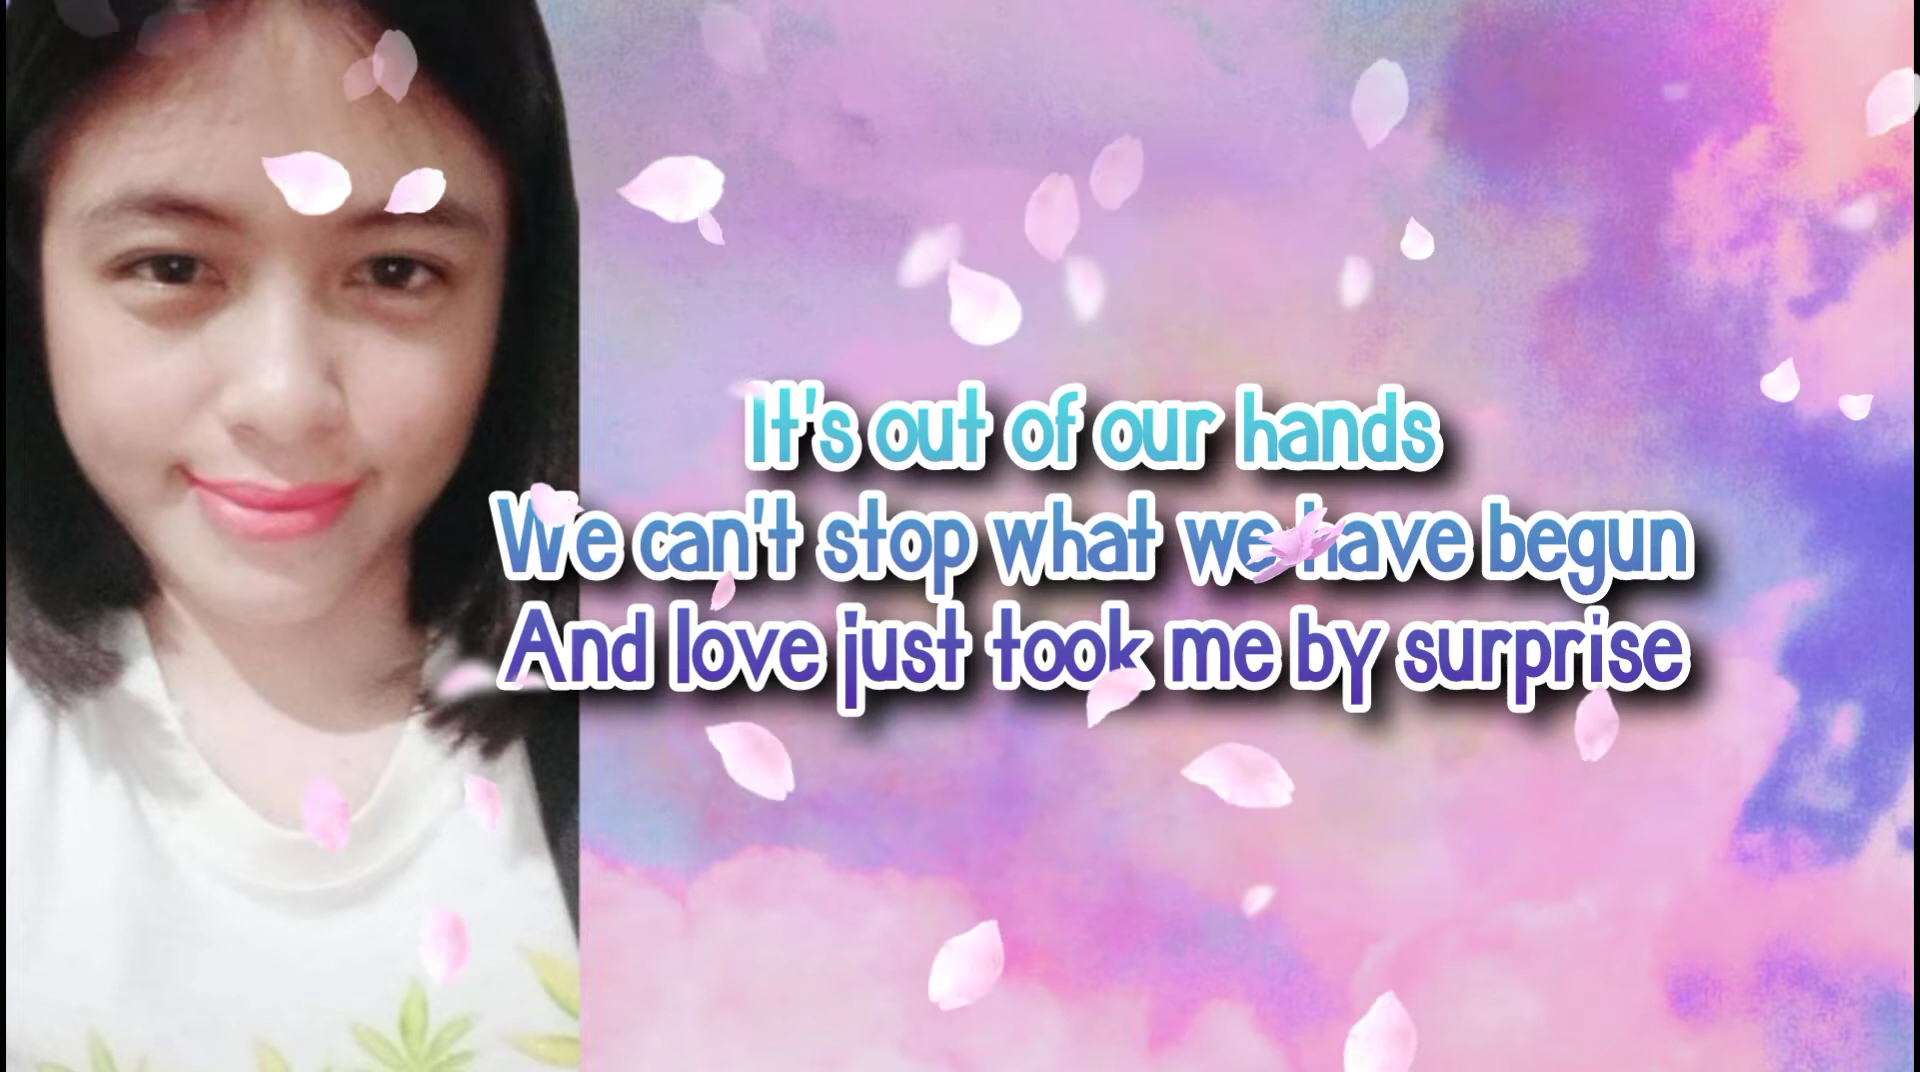 It's out of our hands
We can't stop what we have begun
And love just took me by surprise